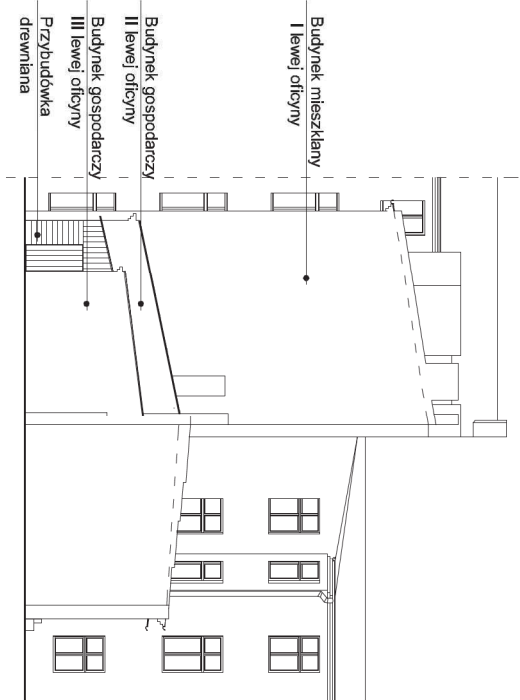 Budynek mieszklany
I lewej oficyny
Budynek gospodarczy
II lewej oficyny
Budynek gospodarczy
III lewej oficyny
Przybudówka
drewniana